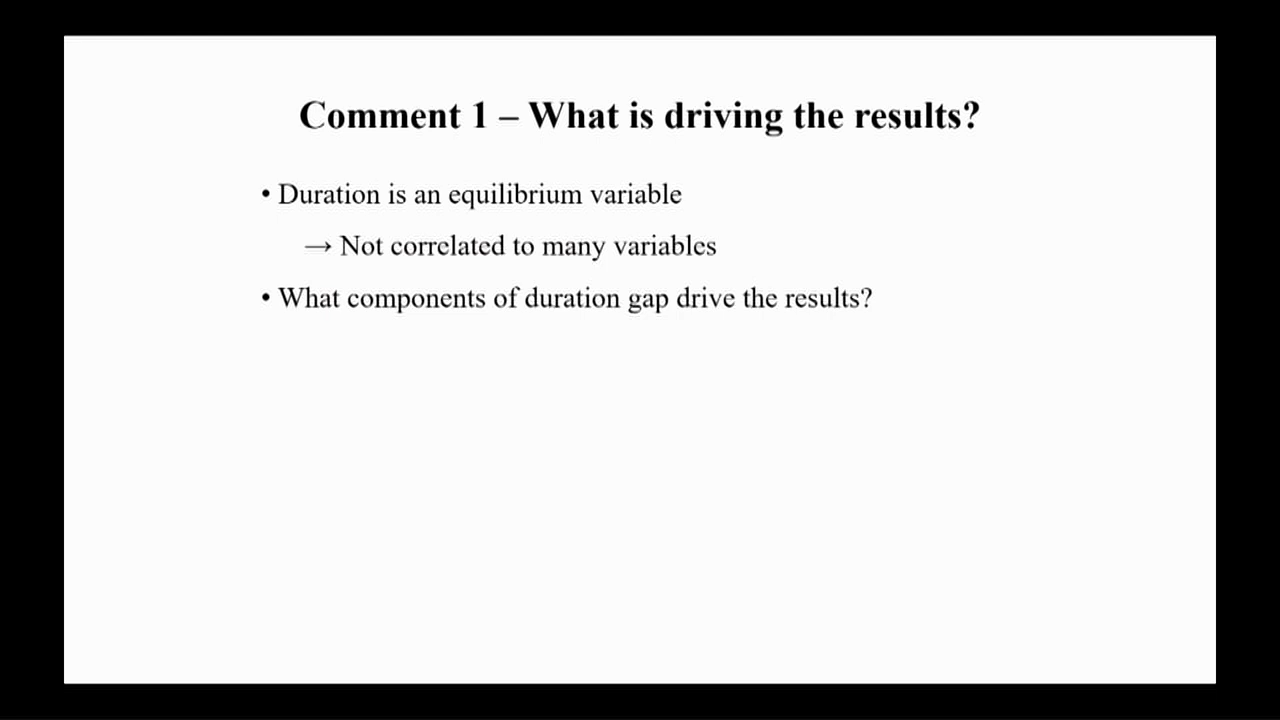 Comment 1 – What is driving the results?
• Duration is an equilibrium variable
→ Not correlated to many variables
• What components of duration gap drive the results?